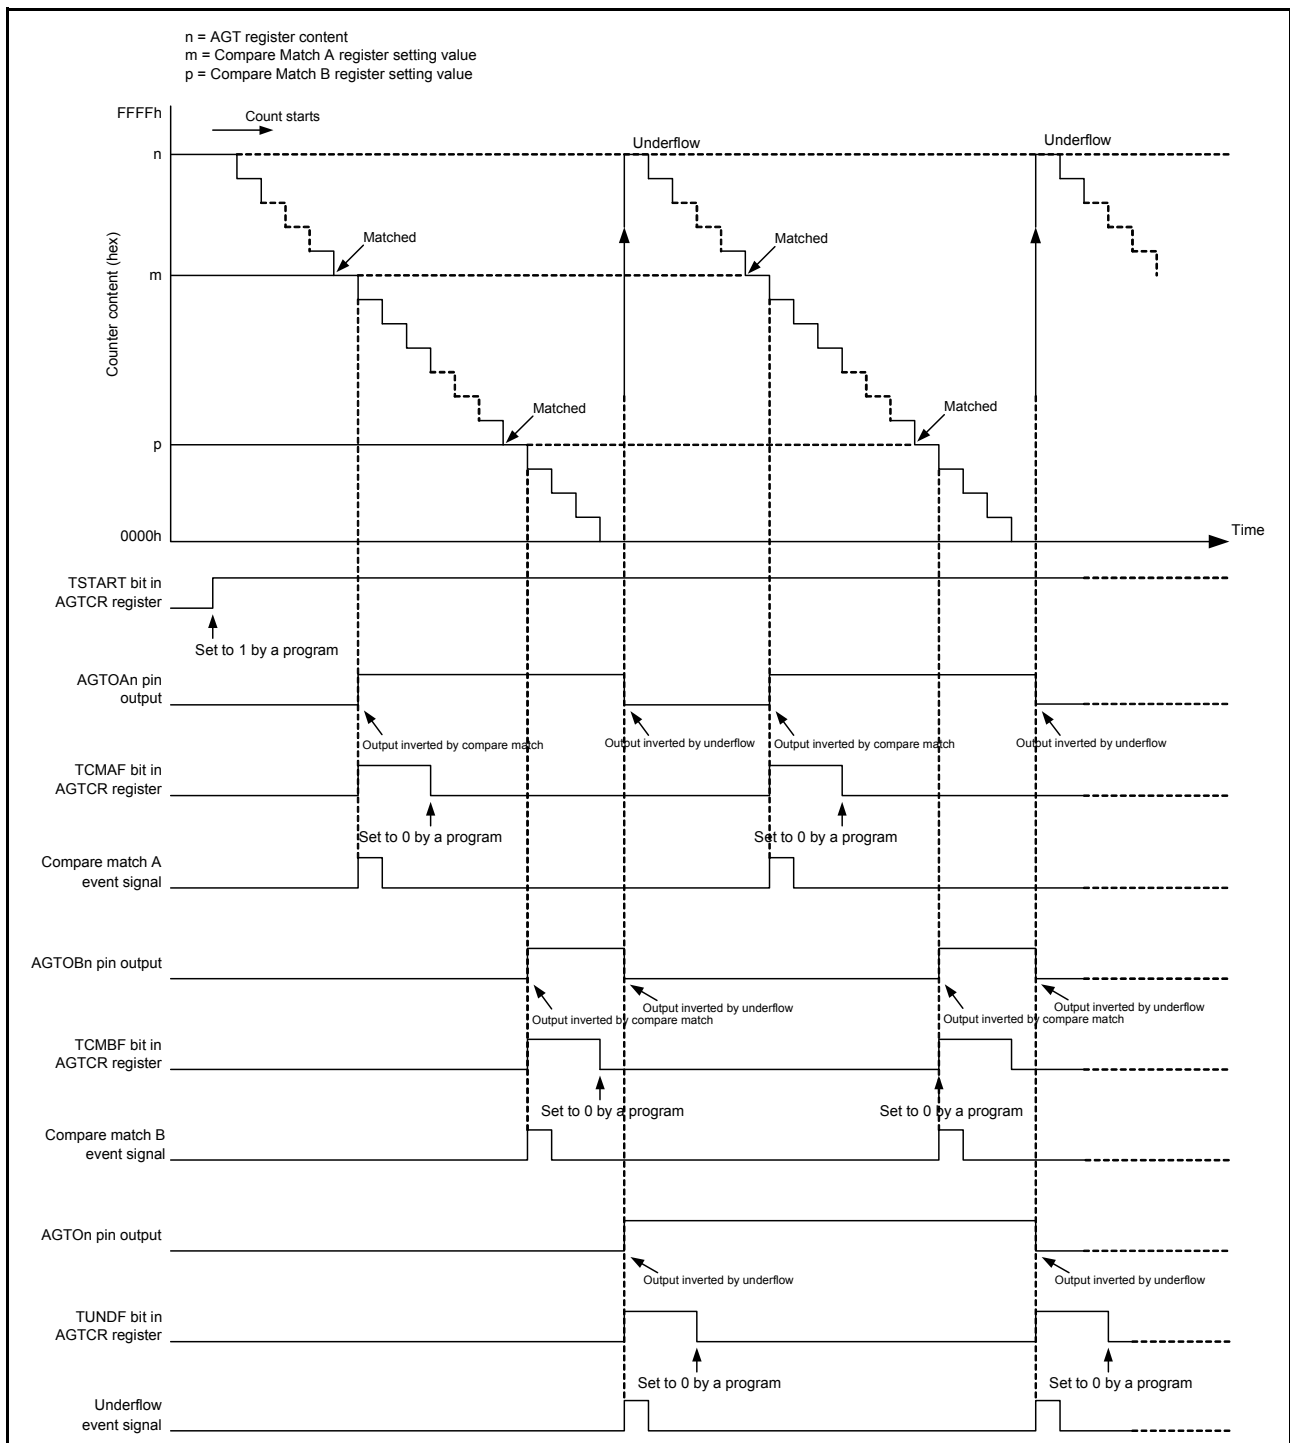 n = AGT register content
m = Compare Match A register setting value
p = Compare Match B register setting value
FFFFh
Count starts
Underflow
Underflow
n
Matched
Matched
m
Counter content (hex)
Matched
Matched
p
0000h
Time
TSTART bit in
AGTCR register
Set to 1 by a program
AGTOAn pin
output
Output inverted by compare match
Output inverted by underflow
Output inverted by compare match
Output inverted by underflow
TCMAF bit in
AGTCR register
Set to 0 by a program
Set to 0 by a program
Compare match A
event signal
AGTOBn pin output
Output inverted by compare match
Output inverted by underflow
Output inverted by compare match
Output inverted by underflow
TCMBF bit in
AGTCR register
Set to 0 by a program
Set to 0 by a program
Compare match B
event signal
AGTOn pin output
Output inverted by underflow
Output inverted by underflow
TUNDF bit in
AGTCR register
Set to 0 by a program
Set to 0 by a program
Underflow
event signal